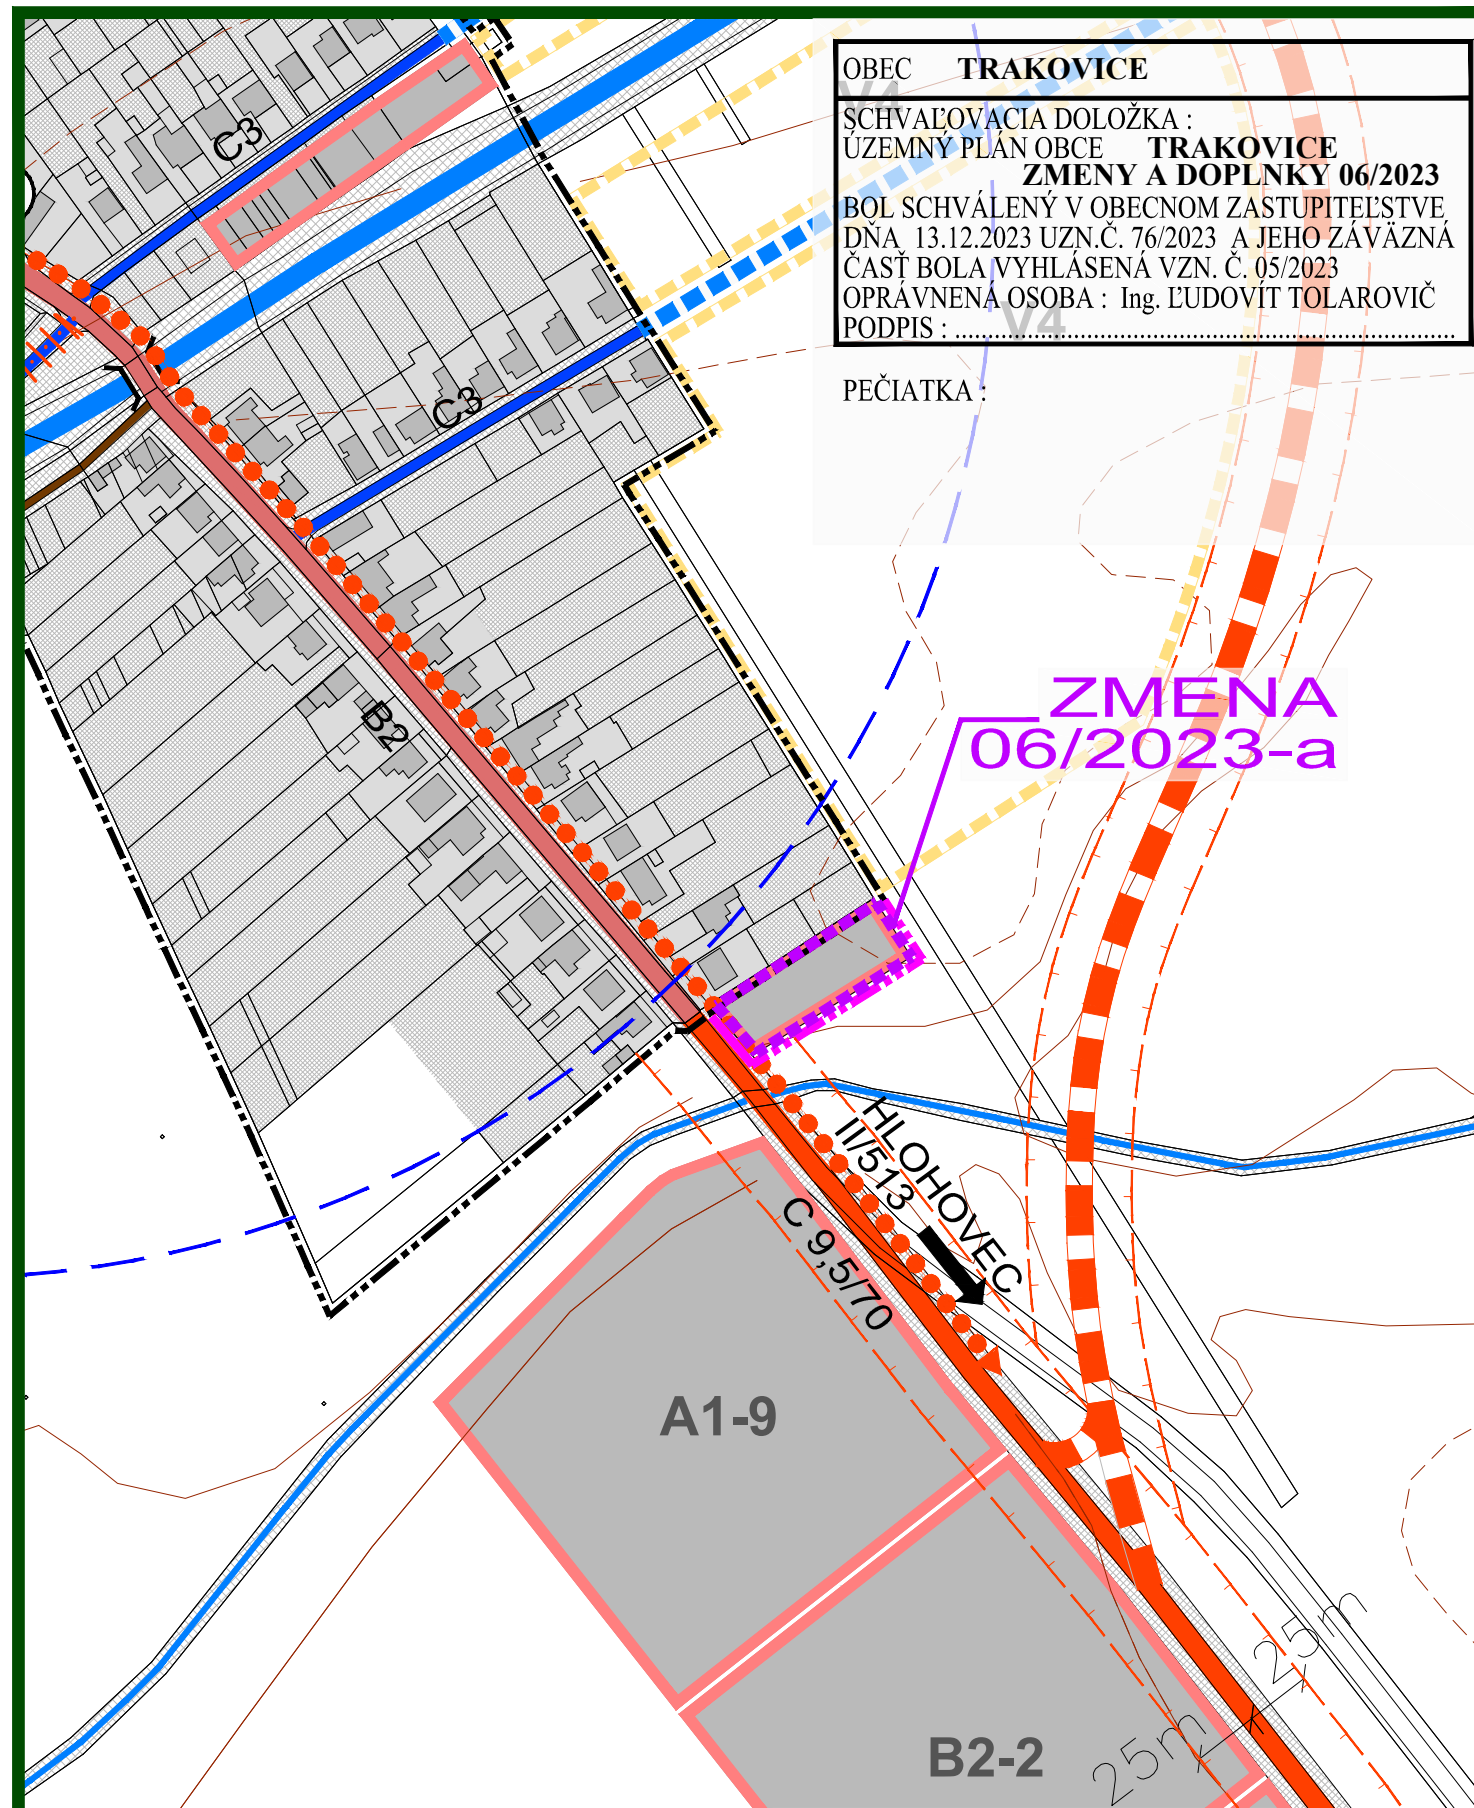 OBEC TRAKOVICE
V4
SCHVAĽOVACIA DOLOŽKA :
ÚZEMNÝ PLÁN OBCE TRAKOVICE
ZMENY A DOPLNKY 06/2023
BOL SCHVÁLENÝ V OBECNOM ZASTUPITEĽSTVE
DŇA 13.12.2023 UZN.Č. 76/2023 A JEHO ZÁVÄZNÁ
ČASŤ BOLA VYHLÁSENÁ VZN. Č. 05/2023
OPRÁVNENÁ OSOBA : Ing. ĽUDOVÍT TOLAROVIČ
V4
PODPIS : ........................................................................
PEČIATKA :
C3
C3
B2
ZMENA
06/2023-a
HLOHOVEC
II/513
C 9,5/70
A1-9
B2-2
25m
25m